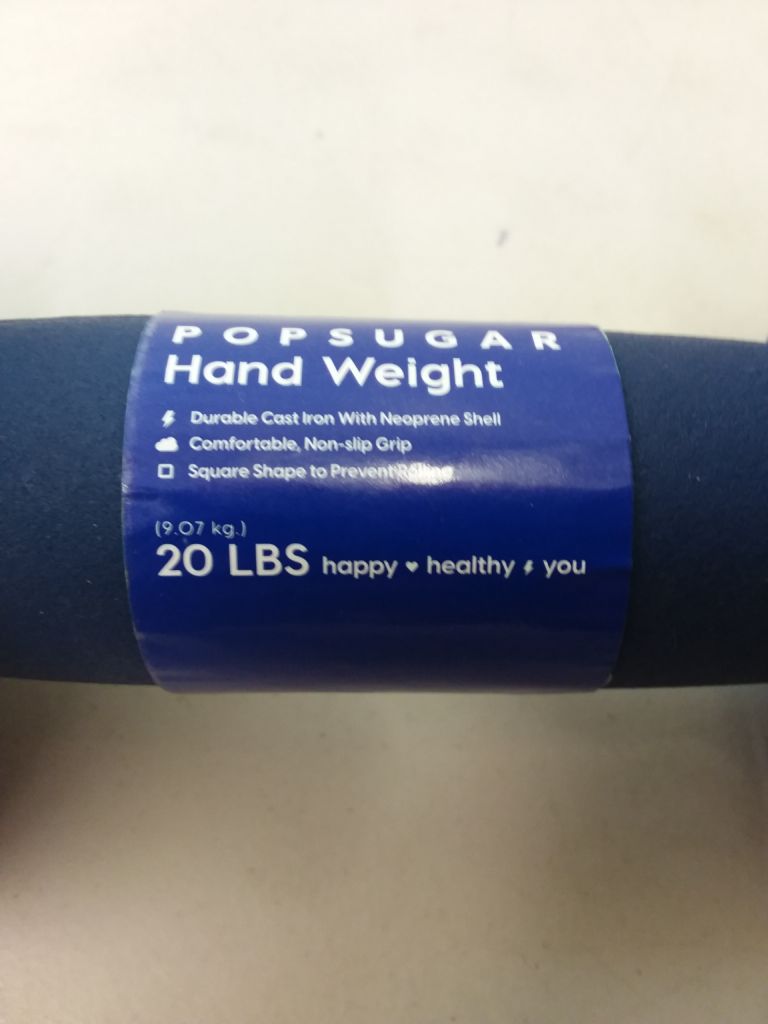 POPSUGAR
Hand Weight
Durable Cast Iron With Neoprene Shell
Comfortable, Non-slip Grip
Square Shape to Prevent Rolling
(9.07 kg.)
20 LBS happy healthy you